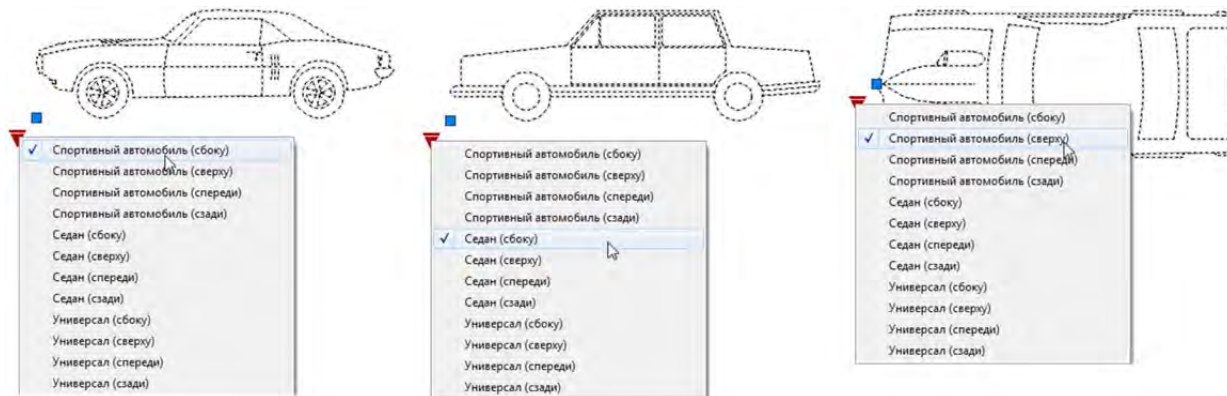 Спортивный автомобиль (сбоку)
Спортивный автомобиль (сверху)
Спортивный автомобиль (спереди)
Спортивный автомобиль (сзади)
Седан (сбоку)
Седан (сверху)
Седан (спереди)
Седан (сзади)
Универсал (сбоку)
Универсал (сверху)
Универсал (спереди)
Универсал (сзади)
Спортивный автомобиль (сбоку)
Спортивный автомобиль (сверху)
Спортивный автомобиль (спереди)
Спортивный автомобиль (сзади)
Седан (сбоку)
Седан (сверху)
Седан (спереди)
Седан (сзади)
Универсал (сбоку)
Универсал (сверху)
Универсал (спереди)
Универсал (сзади)
Спортивный автомобиль (сбоку)
Спортивный автомобиль (сверху)
Спортивный автомобиль (спереди)
Спортивный автомобиль (сзади)
Седан (сбоку)
Седан (сверху)
Седан (спереди)
Седан (сзади)
Универсал (сбоку)
Универсал (сверху)
Универсал (спереди)
Универсал (сзади)